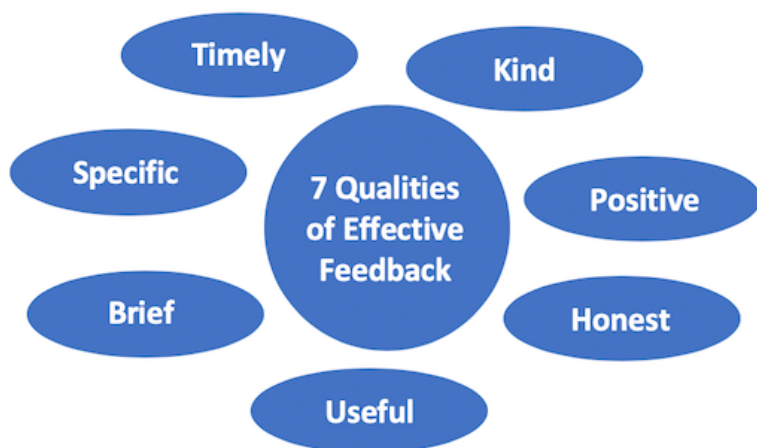 Timely
Kind
Specific
7 Qualities
of Effective
Feedback
Positive
Brief
Honest
Useful